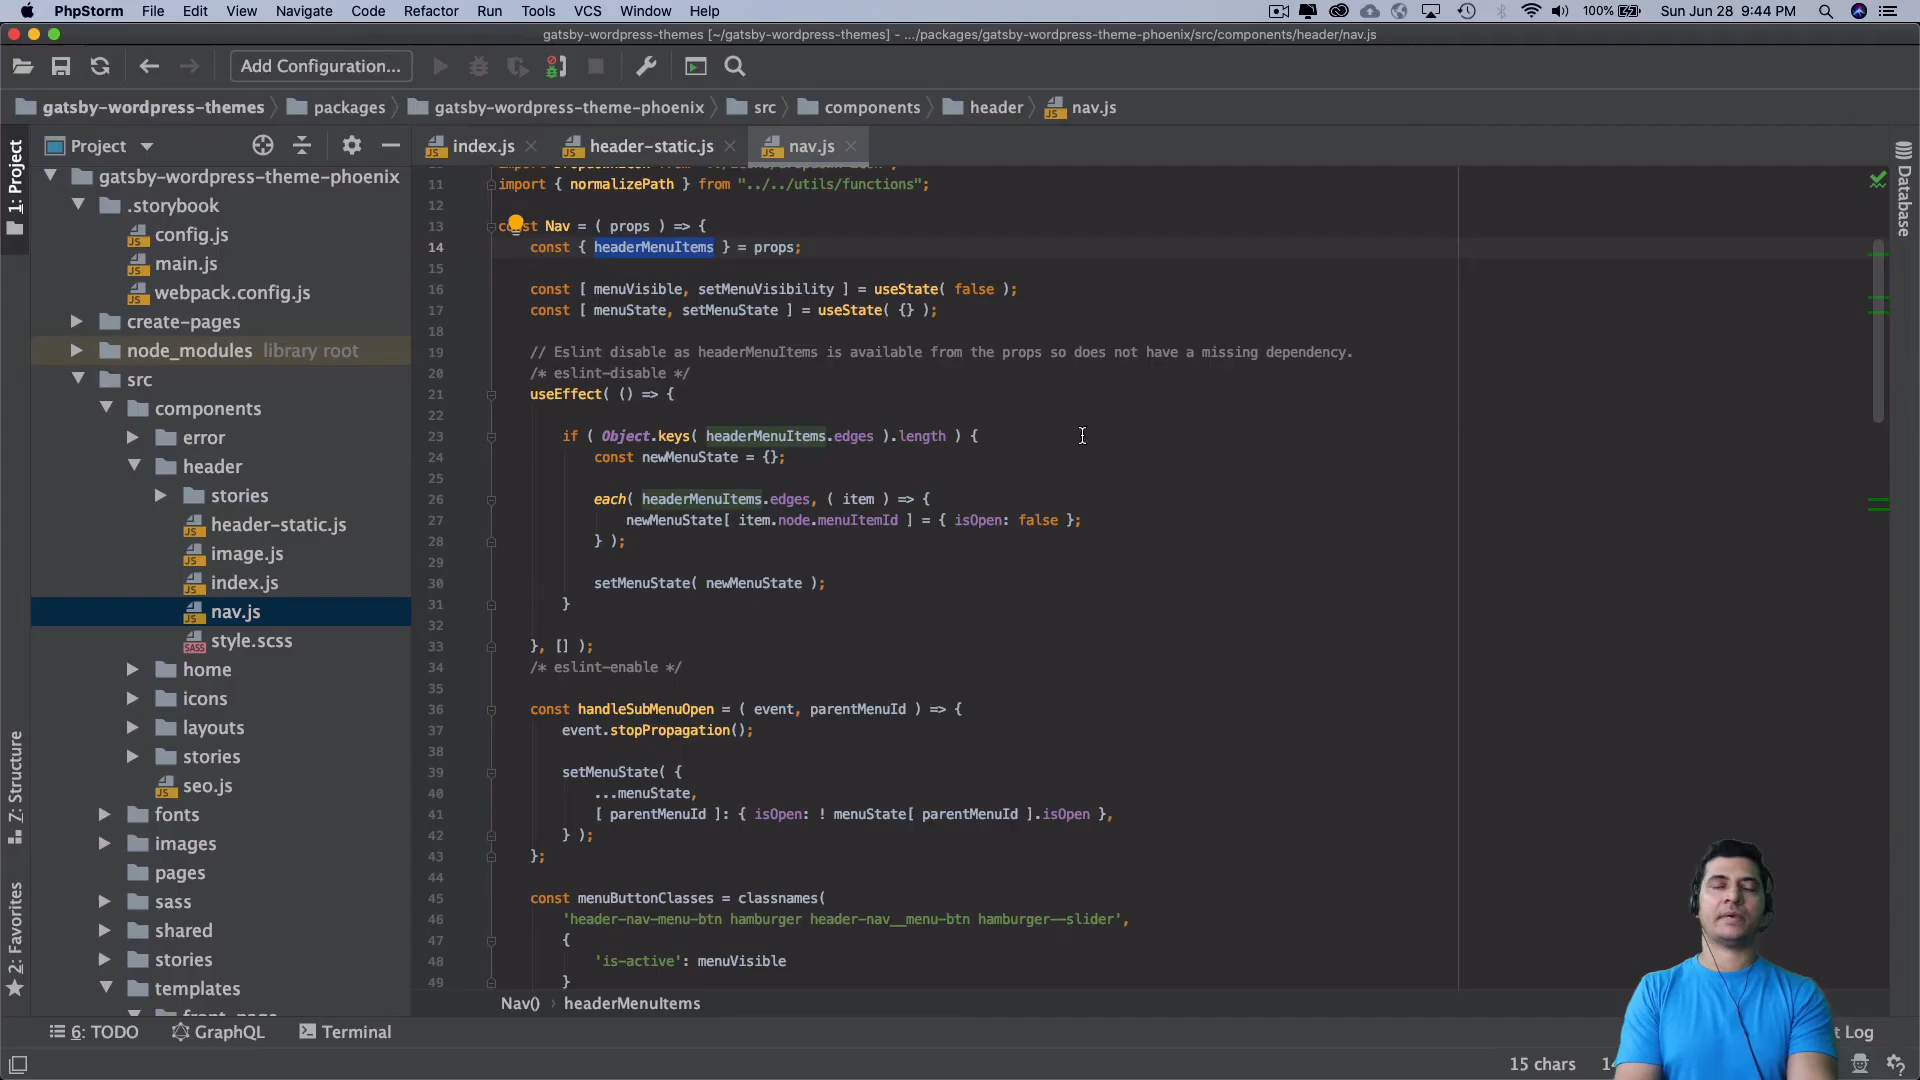 PhpStorm File Edit View Navigate Code Refactor Run Tools VCS Window Help 100% Sun Jun 28 9:44 PM
gatsby-wordpress-themes [~/gatsby-wordpress-themes] – .../packages/gatsby-wordpress-theme-phoenix/src/components/header/nav.js
Add Configuration...
gatsby-wordpress-themes packages gatsby-wordpress-theme-phoenix src components header nav.js
1: Project
7: Structure
2: Favorites
Project
gatsby-wordpress-theme-phoenix
.storybook
config.js
main.js
webpack.config.js
create-pages
node_modules library root
src
components
error
header
stories
header-static.js
image.js
index.js
nav.js
style.scss
home
icons
layouts
stories
seo.js
fonts
images
pages
sass
shared
stories
templates
index.js header-static.js nav.js
11 import { normalizePath } from "../../utils/functions";
12
13 const Nav = ( props ) => {
14 const { headerMenuItems } = props;
15
16 const [ menuVisible, setMenuVisibility ] = useState( false );
17 const [ menuState, setMenuState ] = useState( {} );
18
19 // Eslint disable as headerMenuItems is available from the props so does not have a missing dependency.
20 /* eslint-disable */
21 useEffect( () => {
22
23 if ( Object.keys( headerMenuItems.edges ).length ) {
24 const newMenuState = {};
25
26 each( headerMenuItems.edges, ( item ) => {
27 newMenuState[ item.node.menuItemId ] = { isOpen: false };
28 } );
29
30 setMenuState( newMenuState );
31 }
32
33 }, [] );
34 /* eslint-enable */
35
36 const handleSubMenuOpen = ( event, parentMenuId ) => {
37 event.stopPropagation();
38
39 setMenuState( {
40 ...menuState,
41 [ parentMenuId ]: { isOpen: ! menuState[ parentMenuId ].isOpen },
42 } );
43 };
44
45 const menuButtonClasses = classnames(
46 'header-nav-menu-btn hamburger header-nav__menu-btn hamburger--slider',
47 {
48 'is-active': menuVisible
49 }
Nav() › headerMenuItems
Database
6: TODO GraphQL Terminal t Log
15 chars